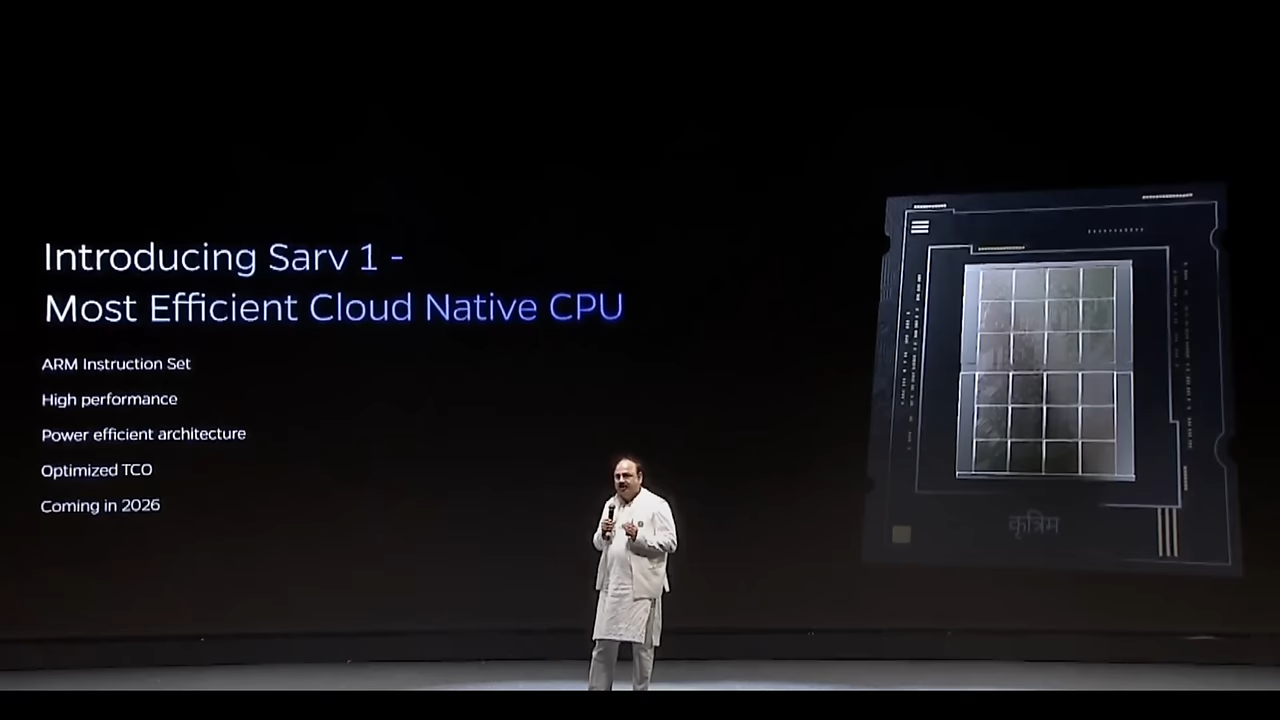 Introducing Sarv 1 -
Most Efficient Cloud Native CPU
ARM Instruction Set
High performance
Power efficient architecture
Optimized TCO
Coming in 2026
कृत्रिम